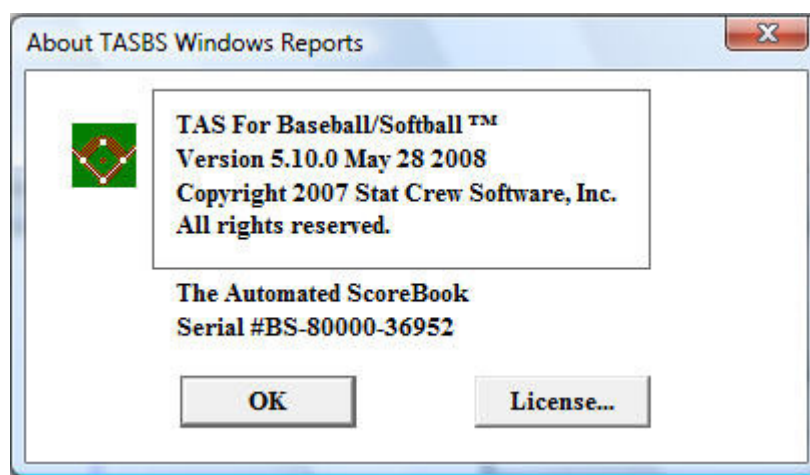 About TASBS Windows Reports
TAS For Baseball/Softball ™
Version 5.10.0 May 28 2008
Copyright 2007 Stat Crew Software, Inc.
All rights reserved.
The Automated ScoreBook
Serial #BS-80000-36952
OK
License...